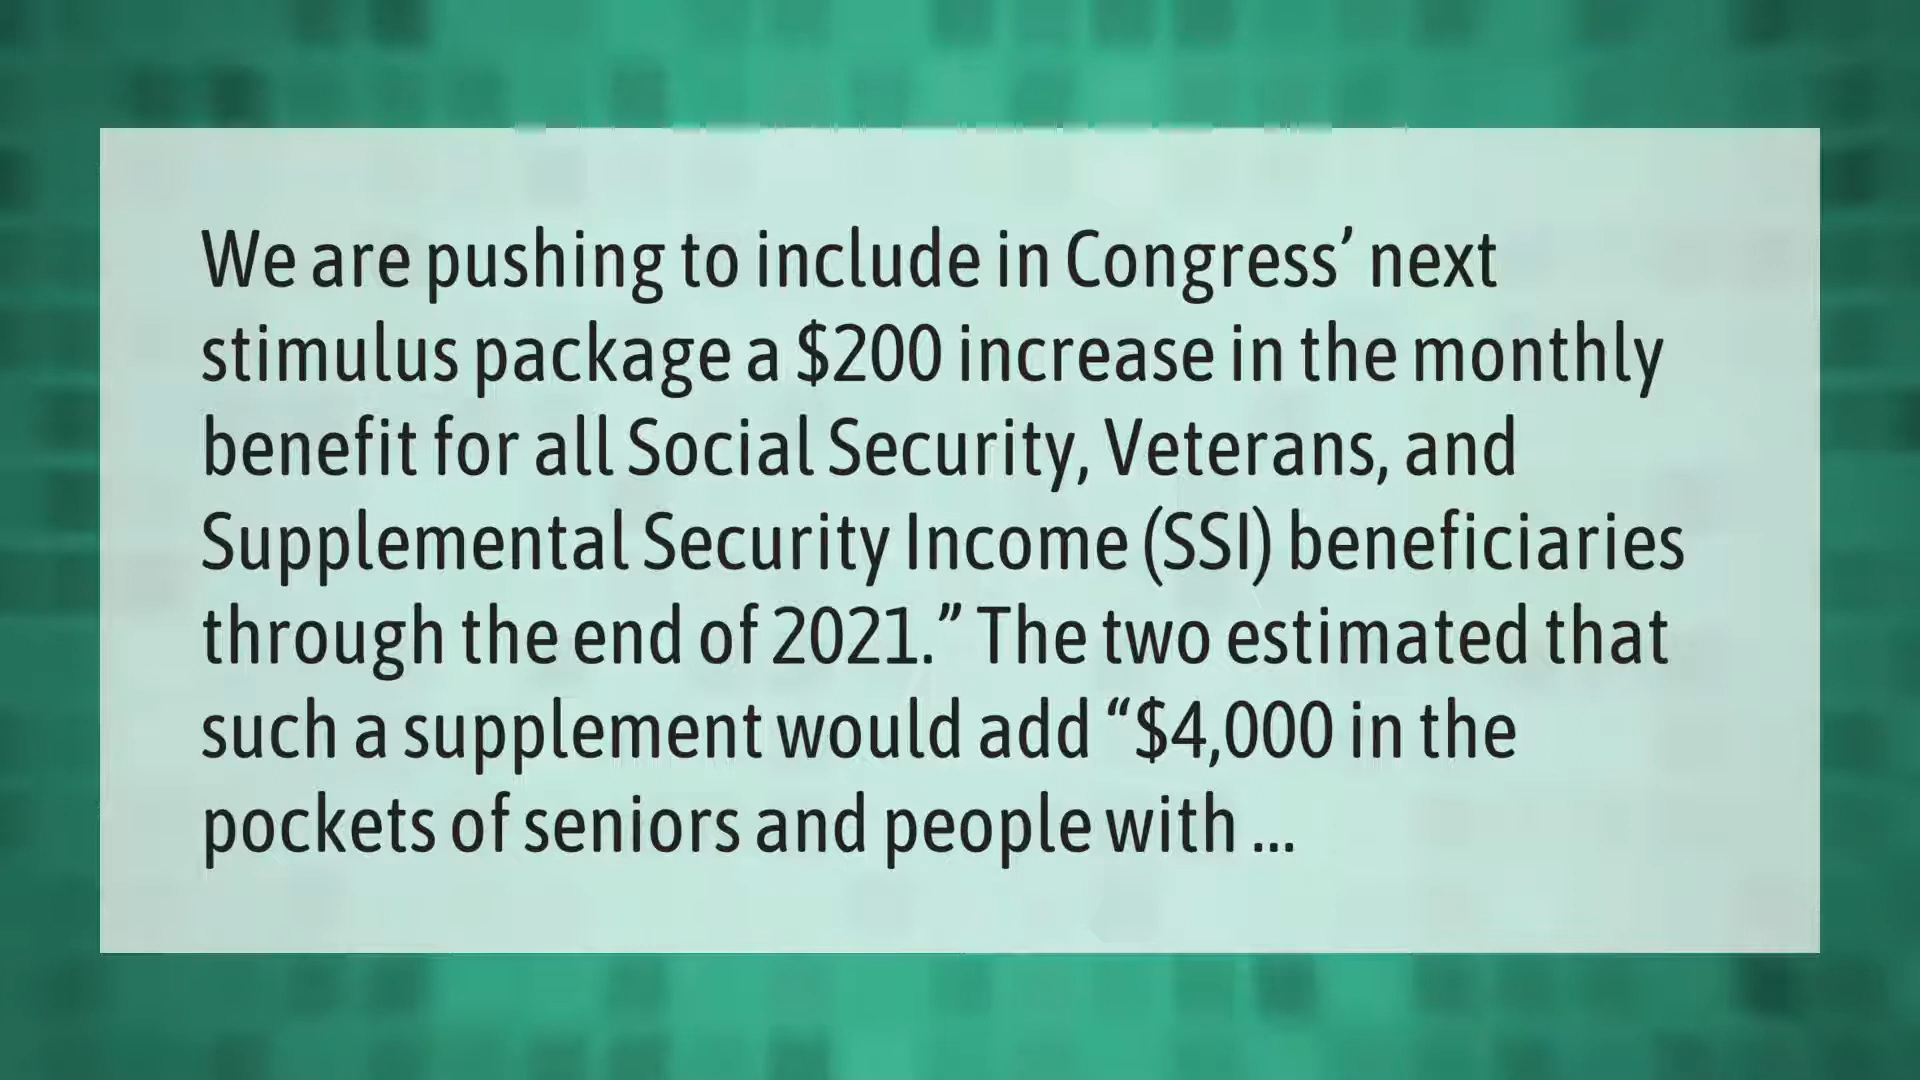 We are pushing to include in Congress’ next
stimulus package a $200 increase in the monthly
benefit for all Social Security, Veterans, and
Supplemental Security Income (SSI) beneficiaries
through the end of 2021.” The two estimated that
such a supplement would add “$4,000 in the
pockets of seniors and people with ...